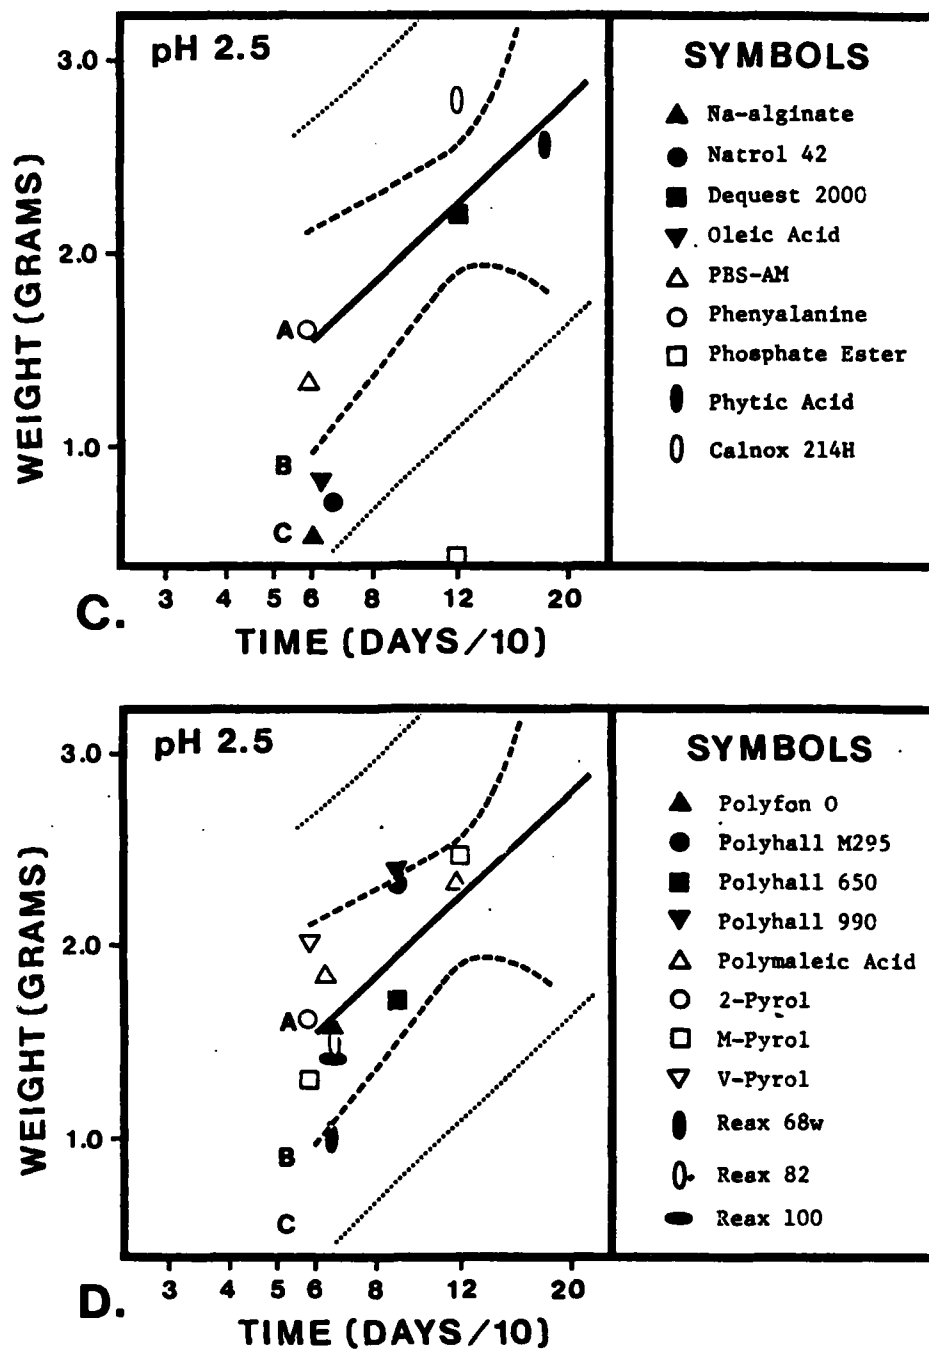 pH 2.5
3.0
2.0
1.0
WEIGHT (GRAMS)
A
B
C
3 4 5 6 8 12 20
C.
TIME (DAYS/10)
SYMBOLS
Na-alginate
Natrol 42
Dequest 2000
Oleic Acid
PBS-AM
Phenyalanine
Phosphate Ester
Phytic Acid
Calnox 214H
pH 2.5
3.0
2.0
1.0
WEIGHT (GRAMS)
A
B
C
3 4 5 6 8 12 20
D.
TIME (DAYS/10)
SYMBOLS
Polyfon O
Polyhall M295
Polyhall 650
Polyhall 990
Polymaleic Acid
2-Pyrol
M-Pyrol
V-Pyrol
Reax 68w
Reax 82
Reax 100